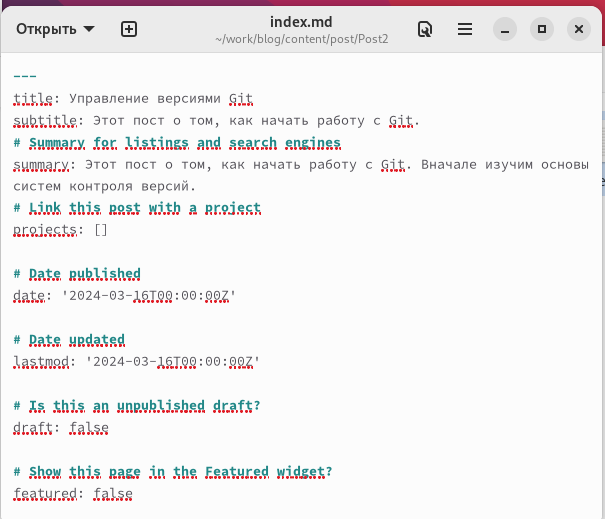 Открыть
index.md
~/work/blog/content/post/Post2
---
title: Управление версиями Git
subtitle: Этот пост о том, как начать работу с Git.
# Summary for listings and search engines
summary: Этот пост о том, как начать работу с Git. Вначале изучим основы
систем контроля версий.
# Link this post with a project
projects: []
# Date published
date: '2024-03-16T00:00:00Z'
# Date updated
lastmod: '2024-03-16T00:00:00Z'
# Is this an unpublished draft?
draft: false
# Show this page in the Featured widget?
featured: false